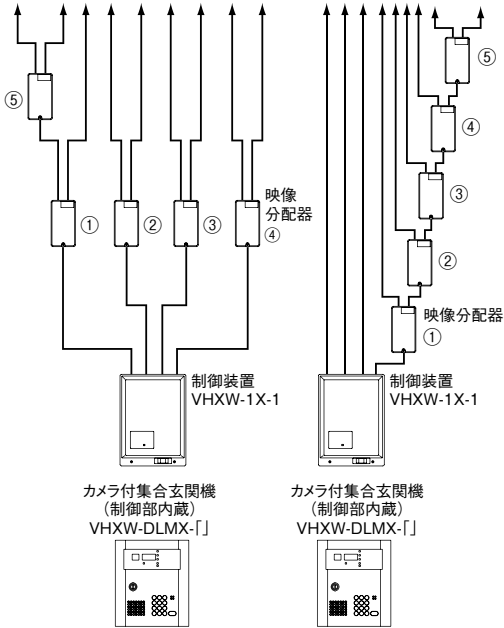 ⑤
①
②
③
映像
分配器
④
制御装置
VHXW-1X-1
カメラ付集合玄関機
（制御部内蔵）
VHXW-DLMX-「」
⑤
④
③
②
映像分配器
①
制御装置
VHXW-1X-1
カメラ付集合玄関機
（制御部内蔵）
VHXW-DLMX-「」